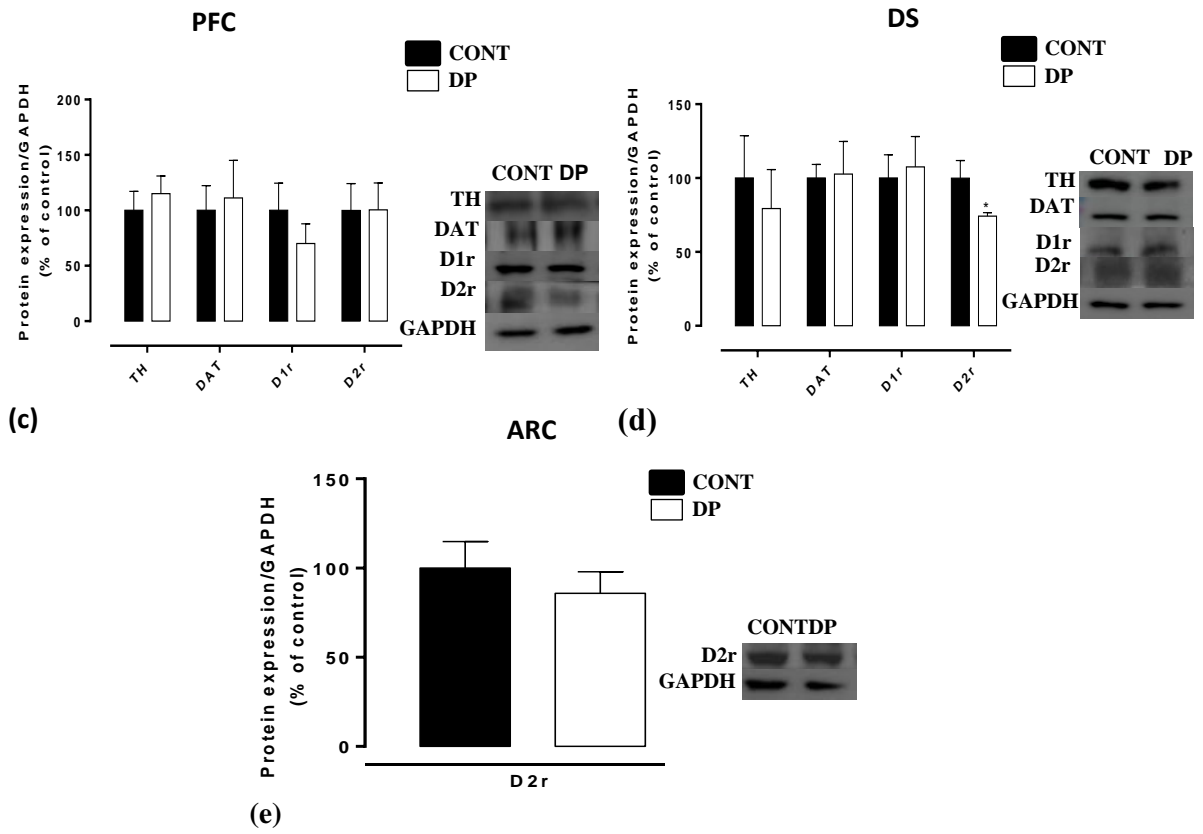 PFC
CONT
DP
Protein expression/GAPDH
(% of control)
200
150
100
50
0
TH
DAT
D1r
D2r
CONT DP
TH
DAT
D1r
D2r
GAPDH
(c)
DS
CONT
DP
Protein expression/GAPDH
(% of control)
150
100
50
0
*
TH
DAT
D1r
D2r
CONT DP
TH
DAT
D1r
D2r
GAPDH
(d)
ARC
CONT
DP
Protein expression/GAPDH
(% of control)
150
100
50
0
D2r
CONTDP
D2r
GAPDH
(e)